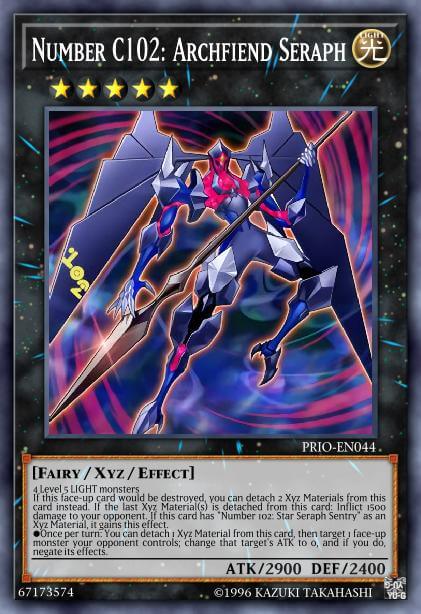 NUMBER C102: ARCHFIEND SERAPH
LIGHT
光
102
PRIO-EN044
[FAIRY / XYZ / EFFECT]
4 Level 5 LIGHT monsters
If this face-up card would be destroyed, you can detach 2 Xyz Materials from this
card instead. If the last Xyz Material(s) is detached from this card: Inflict 1500
damage to your opponent. If this card has "Number 102: Star Seraph Sentry" as
an Xyz Material, it gains this effect.
●Once per turn: You can detach 1 Xyz Material from this card, then target 1 face-up
monster your opponent controls; change that target's ATK to 0, and if you do,
negate its effects.
ATK/2900 DEF/2400
67173574
©1996 KAZUKI TAKAHASHI